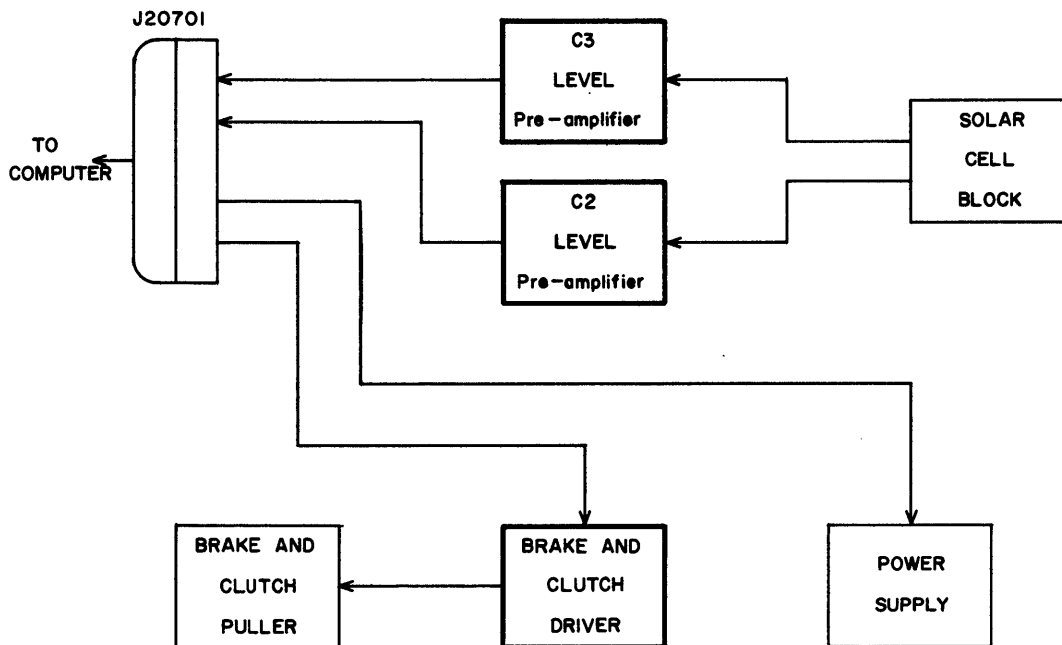 J20701
TO
COMPUTER
C3
LEVEL
Pre-amplifier
C2
LEVEL
Pre-amplifier
SOLAR
CELL
BLOCK
BRAKE AND
CLUTCH
PULLER
BRAKE AND
CLUTCH
DRIVER
POWER
SUPPLY